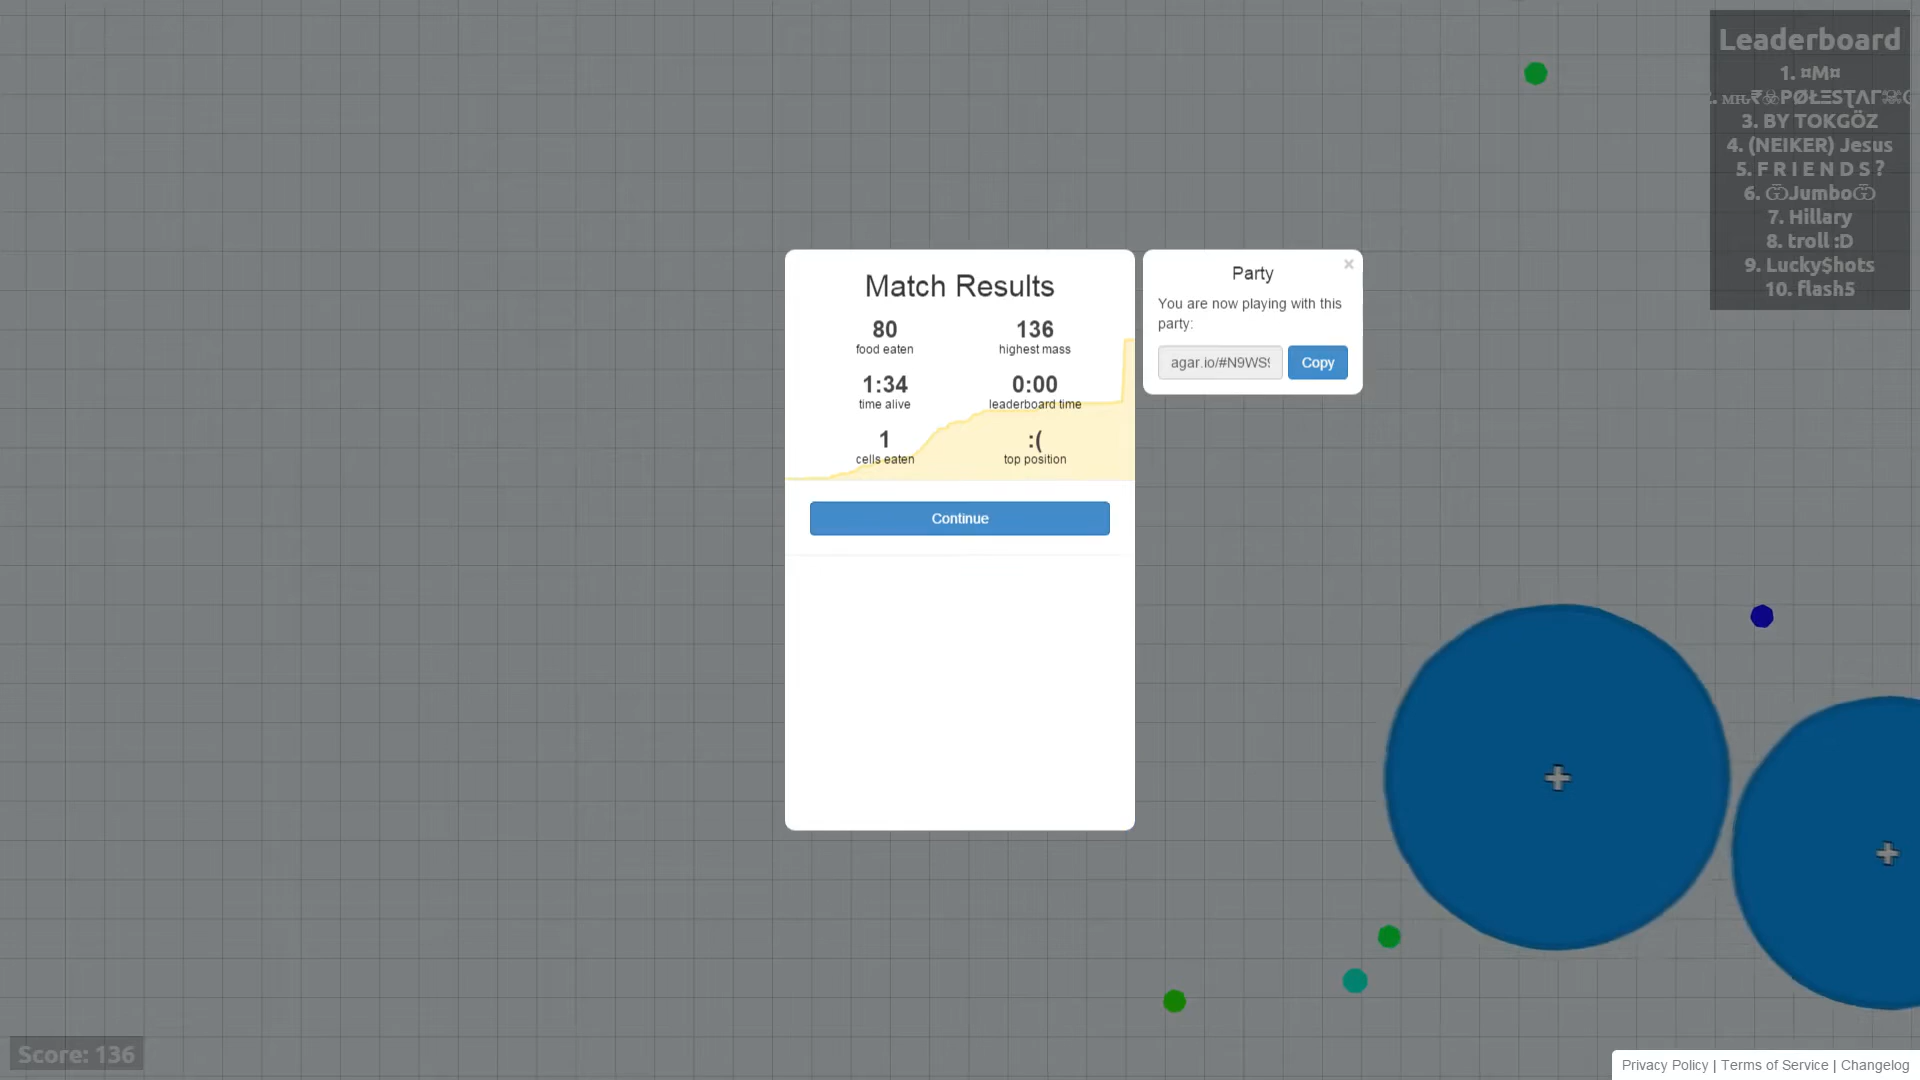 Leaderboard
1. ¤M¤
3. BY TOKGÖZ
4. (NEIKER) Jesus
5. F R I E N D S ?
6. Jumbo
7. Hillary
8. troll :D
9. Lucky$hots
10. flash5
Match Results
80
food eaten
136
highest mass
1:34
time alive
0:00
leaderboard time
1
cells eaten
:(
top position
Continue
Party
×
You are now playing with this
party:
agar.io/#N9WS
Copy
Score: 136
Privacy Policy | Terms of Service | Changelog